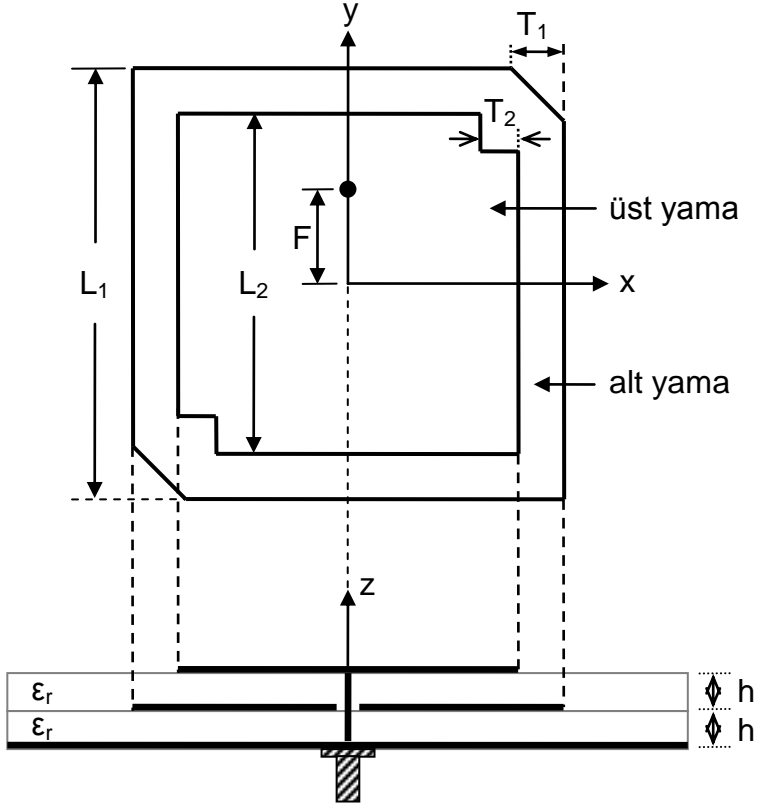 y
T₁
T₂
üst yama
F
L₁
L₂
x
alt yama
z
εᵣ
h
εᵣ
h